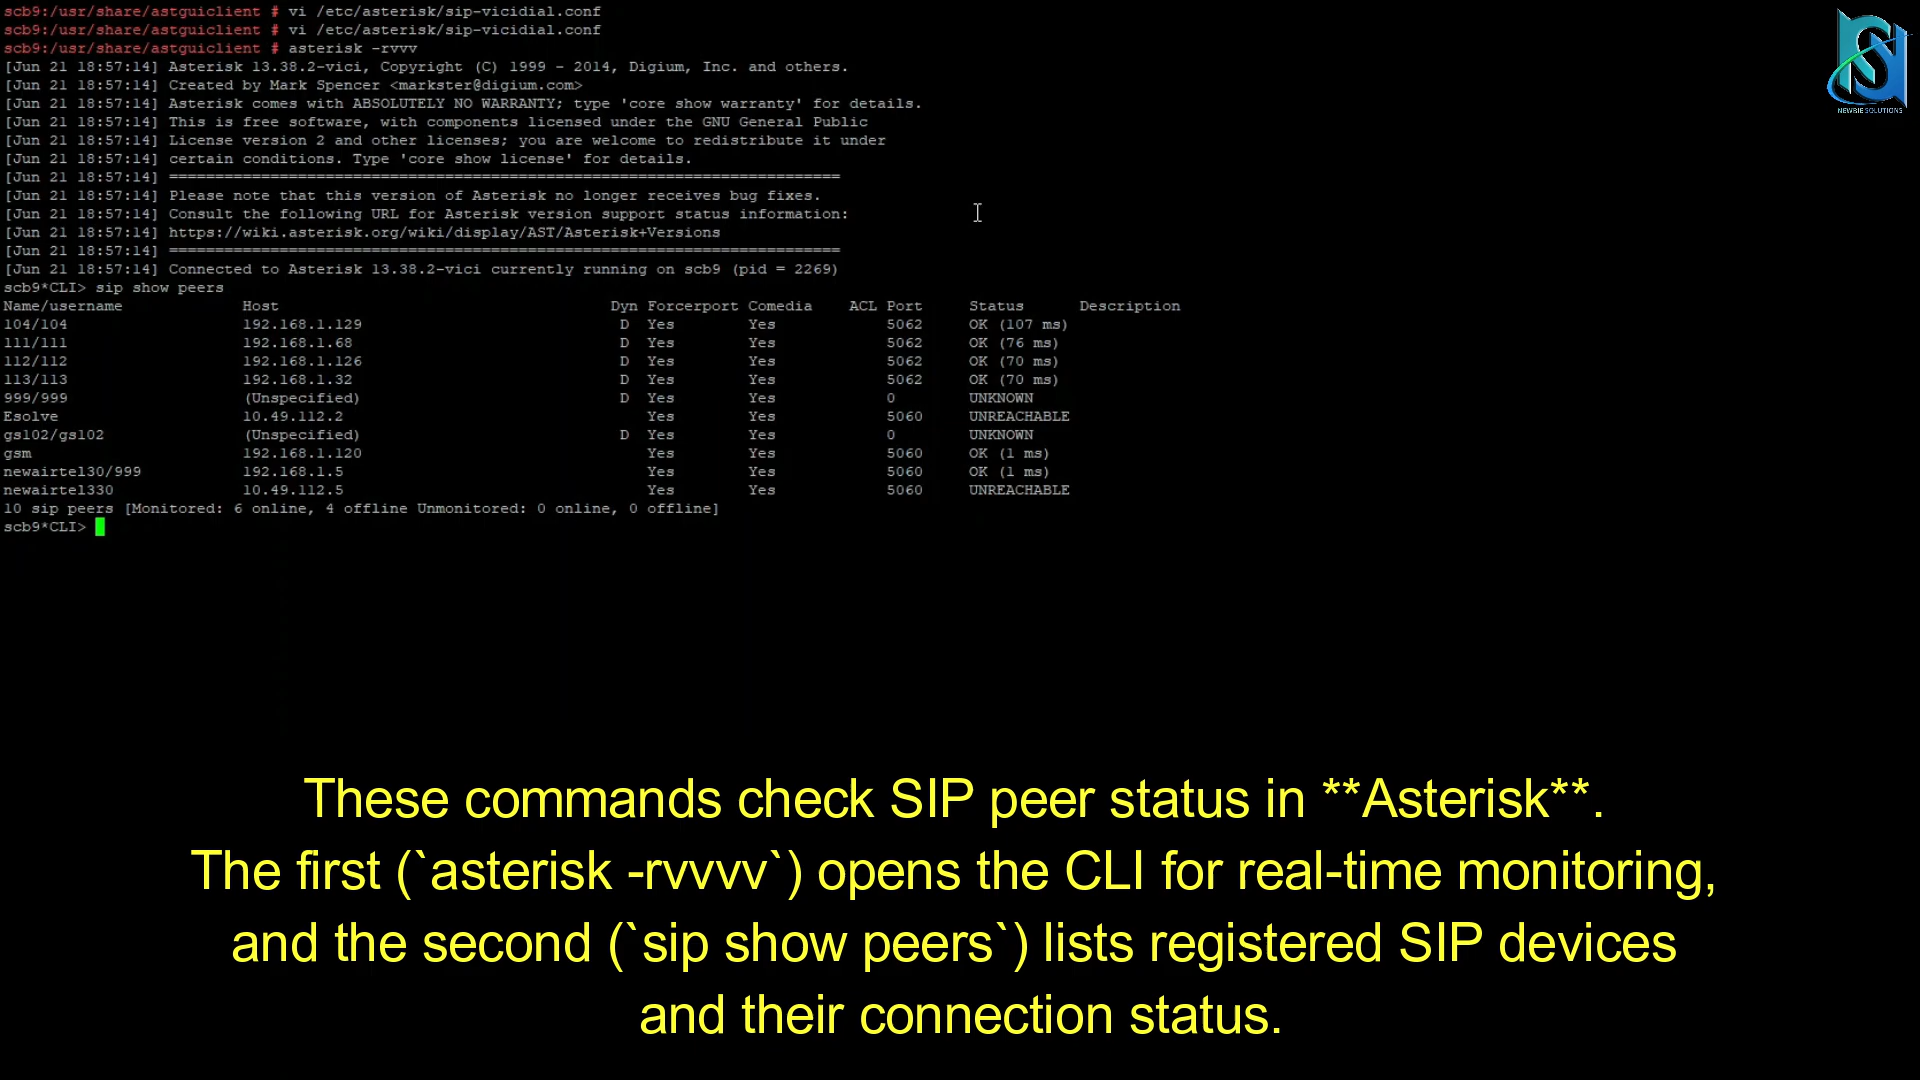 scb9:/usr/share/astguiclient # vi /etc/asterisk/sip-vicidial.conf
scb9:/usr/share/astguiclient # vi /etc/asterisk/sip-vicidial.conf
scb9:/usr/share/astguiclient # asterisk -rvvv
[Jun 21 18:57:14] Asterisk 13.38.2-vici, Copyright (C) 1999 - 2014, Digium, Inc. and others.
[Jun 21 18:57:14] Created by Mark Spencer <markster@digium.com>
[Jun 21 18:57:14] Asterisk comes with ABSOLUTELY NO WARRANTY; type 'core show warranty' for details.
[Jun 21 18:57:14] This is free software, with components licensed under the GNU General Public
[Jun 21 18:57:14] License version 2 and other licenses; you are welcome to redistribute it under
[Jun 21 18:57:14] certain conditions. Type 'core show license' for details.
[Jun 21 18:57:14] =========================================================================
[Jun 21 18:57:14] Please note that this version of Asterisk no longer receives bug fixes.
[Jun 21 18:57:14] Consult the following URL for Asterisk version support status information:
[Jun 21 18:57:14] https://wiki.asterisk.org/wiki/display/AST/Asterisk+Versions
[Jun 21 18:57:14] =========================================================================
[Jun 21 18:57:14] Connected to Asterisk 13.38.2-vici currently running on scb9 (pid = 2269)
scb9*CLI> sip show peers
Name/username Host Dyn Forcerport Comedia ACL Port Status Description
104/104 192.168.1.129 D Yes Yes 5062 OK (107 ms)
111/111 192.168.1.68 D Yes Yes 5062 OK (76 ms)
112/112 192.168.1.126 D Yes Yes 5062 OK (70 ms)
113/113 192.168.1.32 D Yes Yes 5062 OK (70 ms)
999/999 (Unspecified) D Yes Yes 0 UNKNOWN
Esolve 10.49.112.2 Yes Yes 5060 UNREACHABLE
gs102/gs102 (Unspecified) D Yes Yes 0 UNKNOWN
gsm 192.168.1.120 Yes Yes 5060 OK (1 ms)
newairtel30/999 192.168.1.5 Yes Yes 5060 OK (1 ms)
newairtel330 10.49.112.5 Yes Yes 5060 UNREACHABLE
10 sip peers [Monitored: 6 online, 4 offline Unmonitored: 0 online, 0 offline]
scb9*CLI>
NEWBIE SOLUTIONS
These commands check SIP peer status in **Asterisk**.
The first (`asterisk -rvvvv`) opens the CLI for real-time monitoring,
and the second (`sip show peers`) lists registered SIP devices
and their connection status.